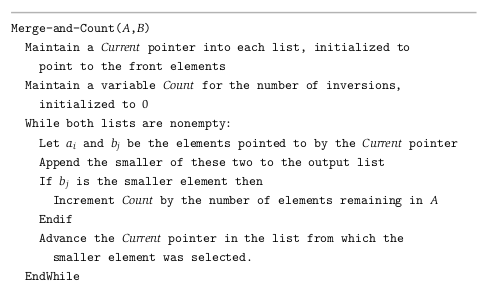 Merge-and-Count(A,B)
Maintain a Current pointer into each list, initialized to
point to the front elements
Maintain a variable Count for the number of inversions,
initialized to 0
While both lists are nonempty:
Let aᵢ and bⱼ be the elements pointed to by the Current pointer
Append the smaller of these two to the output list
If bⱼ is the smaller element then
Increment Count by the number of elements remaining in A
Endif
Advance the Current pointer in the list from which the
smaller element was selected.
EndWhile